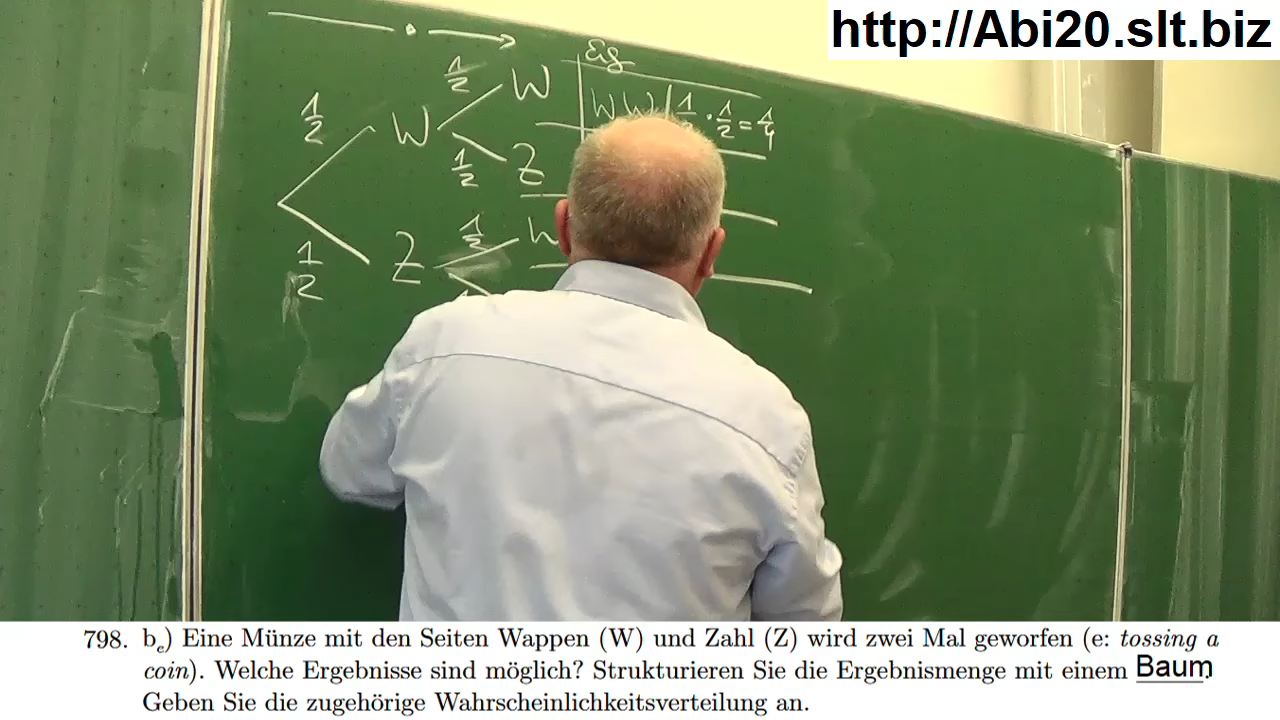 http://Abi20.slt.biz
Eg
1/2 W 1/2 W W W 1/2 · 1/2 = 1/4
1/2 Z
1/2 Z 1/2 W
798. b_e) Eine Münze mit den Seiten Wappen (W) und Zahl (Z) wird zwei Mal geworfen (e: tossing a
coin). Welche Ergebnisse sind möglich? Strukturieren Sie die Ergebnismenge mit einem Baum.
Geben Sie die zugehörige Wahrscheinlichkeitsverteilung an.